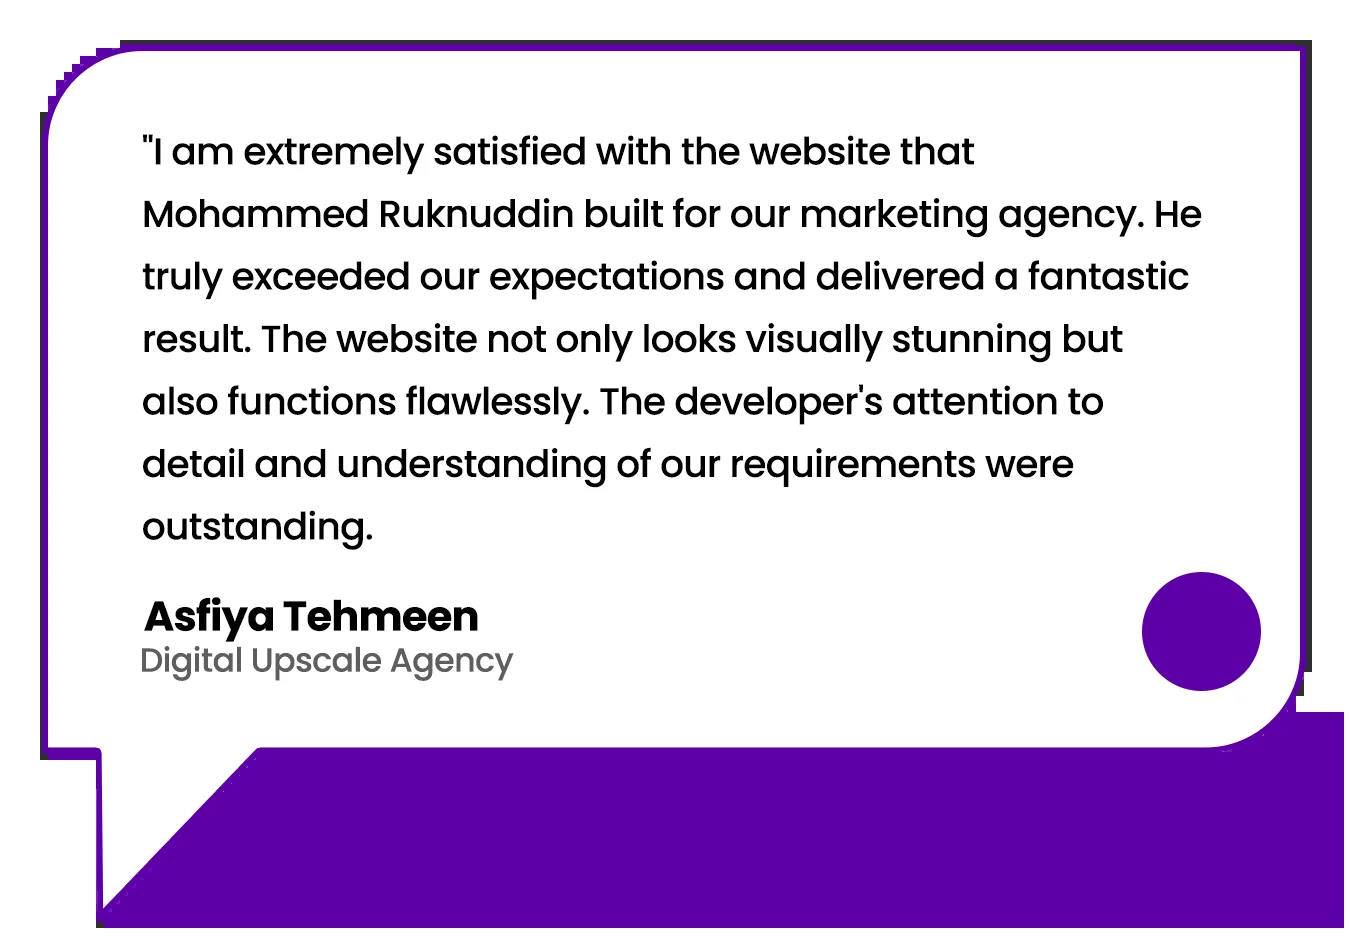 "I am extremely satisfied with the website that
Mohammed Ruknuddin built for our marketing agency. He
truly exceeded our expectations and delivered a fantastic
result. The website not only looks visually stunning but
also functions flawlessly. The developer's attention to
detail and understanding of our requirements were
outstanding.
Asfiya Tehmeen
Digital Upscale Agency